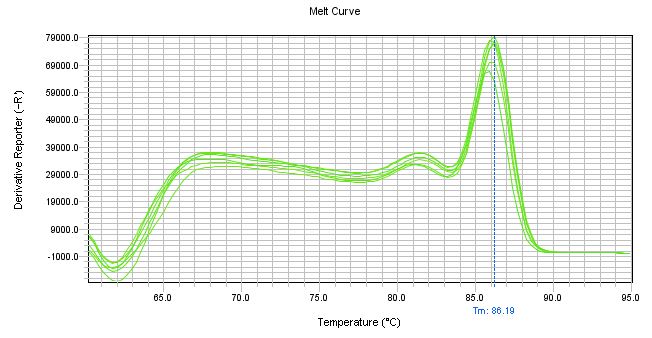 Melt Curve
79000.0
69000.0
59000.0
49000.0
39000.0
29000.0
19000.0
9000.0
-1000.0
Derivative Reporter (-R')
65.0 70.0 75.0 80.0 85.0 90.0 95.0
Tm: 86.19
Temperature (°C)